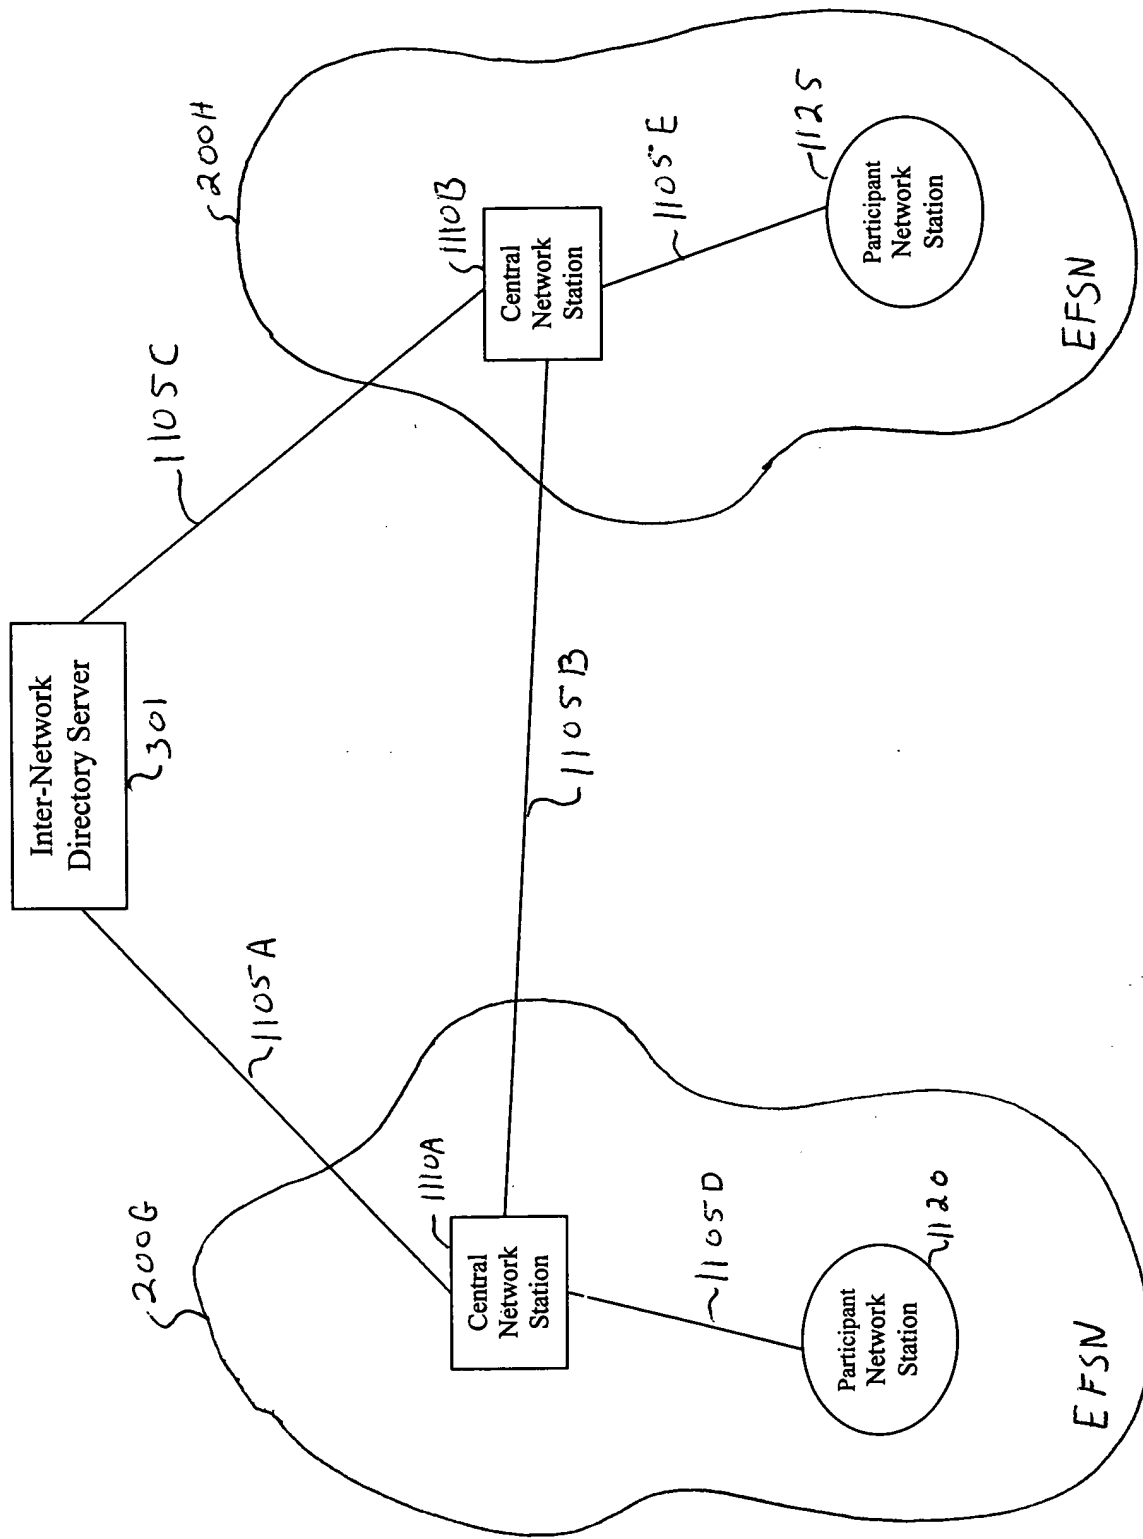 Inter-Network
Directory Server
301
1105A
1105C
200G
200H
1110A
Central
Network
Station
1105B
1110B
Central
Network
Station
1105D
1105E
1120
Participant
Network
Station
1125
Participant
Network
Station
EFSN
EFSN